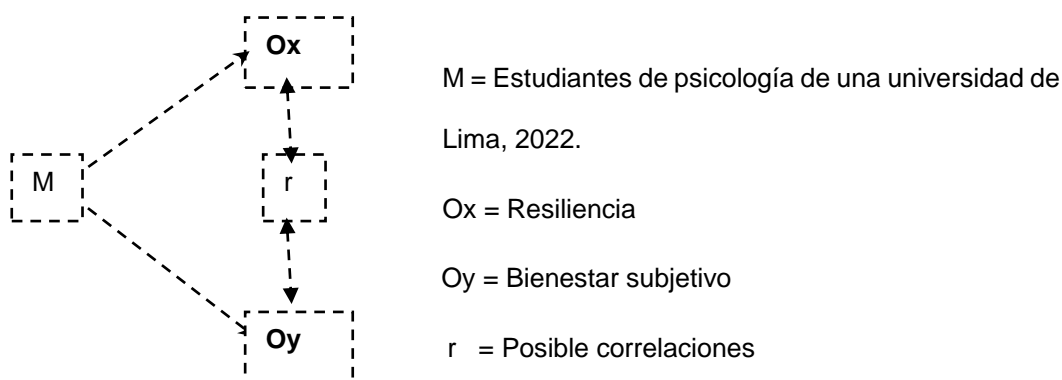 Ox
M = Estudiantes de psicología de una universidad de
Lima, 2022.
M
r
Ox = Resiliencia
Oy = Bienestar subjetivo
Oy
r = Posible correlaciones